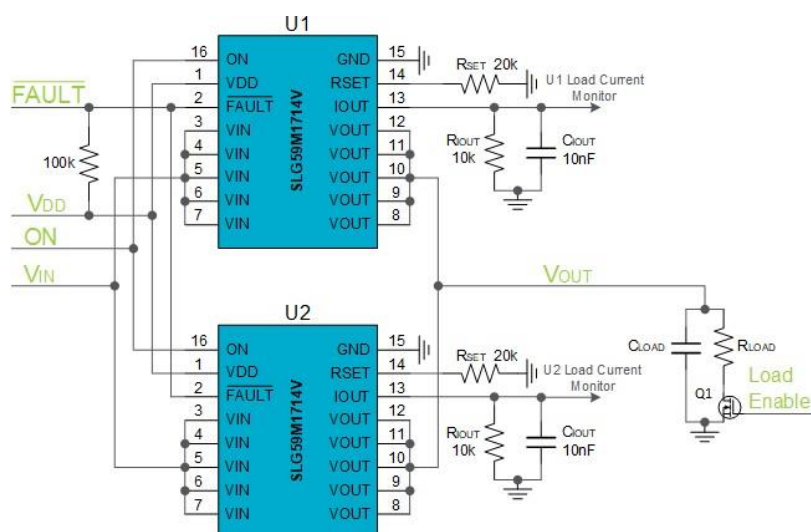 U1
16 ON GND 15
1 VDD RSET 14
2 FAULT IOUT 13
3 VIN VOUT 12
4 VIN VOUT 11
5 VIN VOUT 10
6 VIN VOUT 9
7 VIN VOUT 8
SLG59M1714V
RSET 20k
U1 Load Current
Monitor
RIOUT
10k
CIOUT
10nF
FAULT
100k
VDD
ON
VIN
VOUT
U2
16 ON GND 15
1 VDD RSET 14
2 FAULT IOUT 13
3 VIN VOUT 12
4 VIN VOUT 11
5 VIN VOUT 10
6 VIN VOUT 9
7 VIN VOUT 8
SLG59M1714V
RSET 20k
U2 Load Current
Monitor
RIOUT
10k
CIOUT
10nF
CLOAD
RLOAD
Q1
Load
Enable